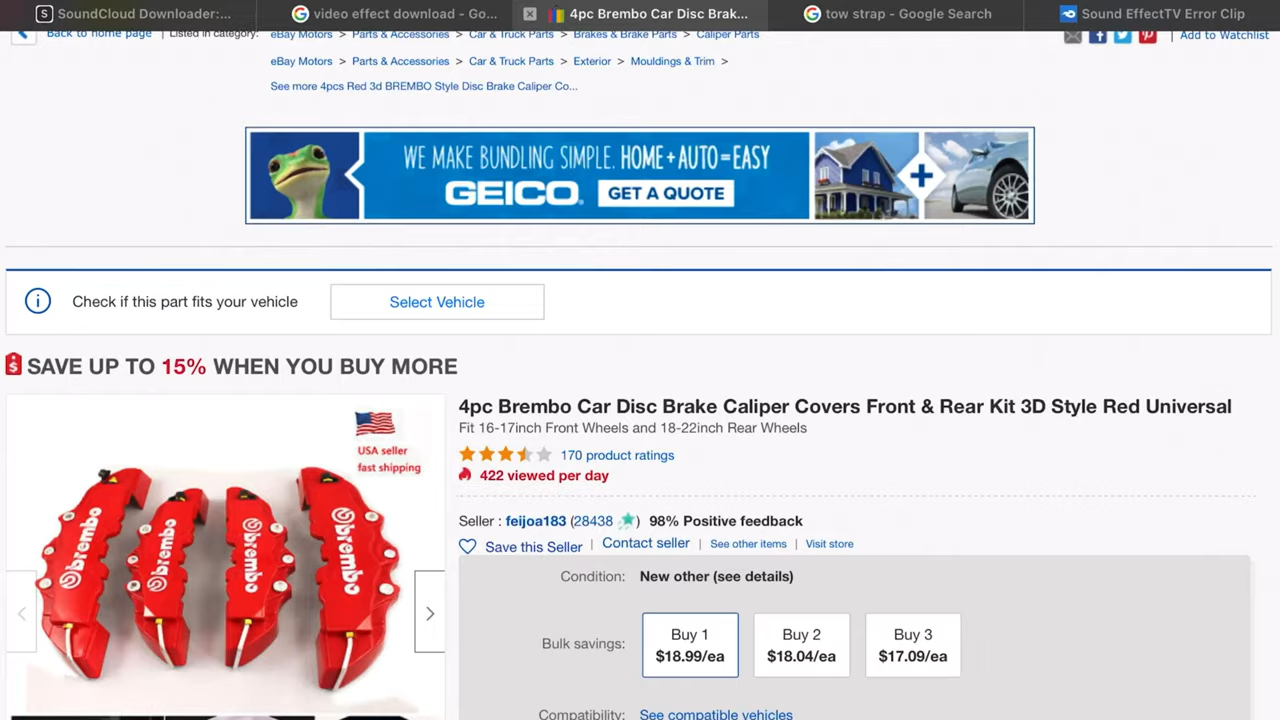 SoundCloud Downloader:...
video effect download - Go...
4pc Brembo Car Disc Brak...
tow strap - Google Search
Sound EffectTV Error Clip
Back to home page | Listed in category:
eBay Motors > Parts & Accessories > Car & Truck Parts > Brakes & Brake Parts > Caliper Parts
| Add to Watchlist
eBay Motors > Parts & Accessories > Car & Truck Parts > Exterior > Mouldings & Trim >
See more 4pcs Red 3d BREMBO Style Disc Brake Caliper Co...
WE MAKE BUNDLING SIMPLE. HOME + AUTO = EASY
GEICO. GET A QUOTE
Check if this part fits your vehicle
Select Vehicle
SAVE UP TO 15% WHEN YOU BUY MORE
USA seller
fast shipping
brembo
brembo
brembo
brembo
4pc Brembo Car Disc Brake Caliper Covers Front & Rear Kit 3D Style Red Universal
Fit 16-17inch Front Wheels and 18-22inch Rear Wheels
170 product ratings
422 viewed per day
Seller : feijoa183 (28438 ) 98% Positive feedback
Save this Seller | Contact seller | See other items | Visit store
Condition: New other (see details)
Bulk savings:
Buy 1
$18.99/ea
Buy 2
$18.04/ea
Buy 3
$17.09/ea
Compatibility: See compatible vehicles